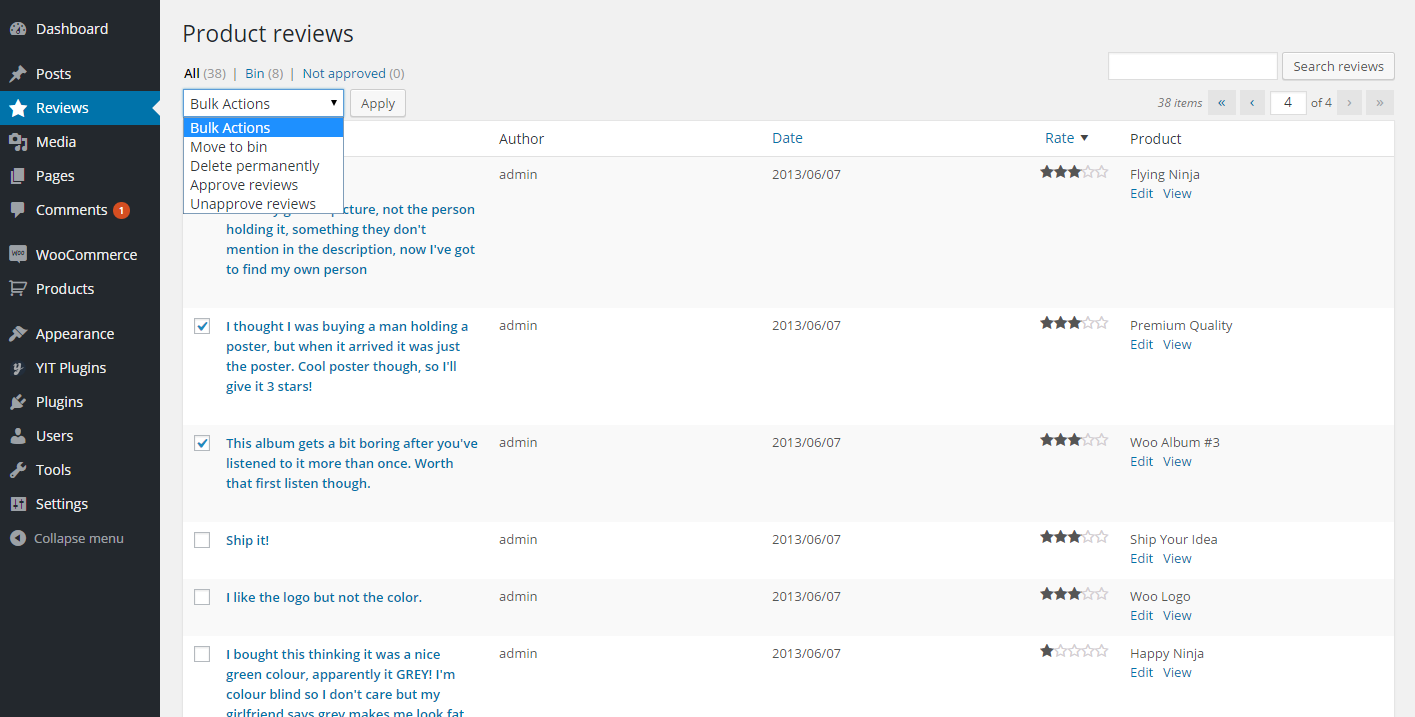 Dashboard
Posts
Reviews
Media
Pages
Comments 1
WooCommerce
Products
Appearance
YIT Plugins
Plugins
Users
Tools
Settings
Collapse menu
Product reviews
All (38) | Bin (8) | Not approved (0)
Search reviews
Bulk Actions
Apply
38 items « ‹ 4 of 4 › »
Bulk Actions
Move to bin
Delete permanently
Approve reviews
Unapprove reviews
Author Date Rate Product
admin 2013/06/07 Flying Ninja
Edit View
picture, not the person
holding it, something they don't
mention in the description, now I've got
to find my own person
I thought I was buying a man holding a
poster, but when it arrived it was just
the poster. Cool poster though, so I'll
give it 3 stars!
admin 2013/06/07 Premium Quality
Edit View
This album gets a bit boring after you've
listened to it more than once. Worth
that first listen though.
admin 2013/06/07 Woo Album #3
Edit View
Ship it! admin 2013/06/07 Ship Your Idea
Edit View
I like the logo but not the color. admin 2013/06/07 Woo Logo
Edit View
I bought this thinking it was a nice
green colour, apparently it GREY! I'm
colour blind so I don't care but my
girlfriend says grey makes me look fat
admin 2013/06/07 Happy Ninja
Edit View